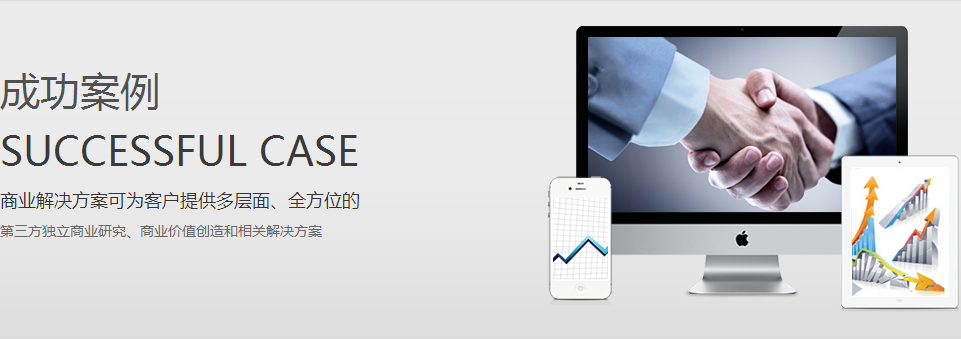 成功案例
SUCCESSFUL CASE
商业解决方案可为客户提供多层面、全方位的
第三方独立商业研究、商业价值创造和相关解决方案